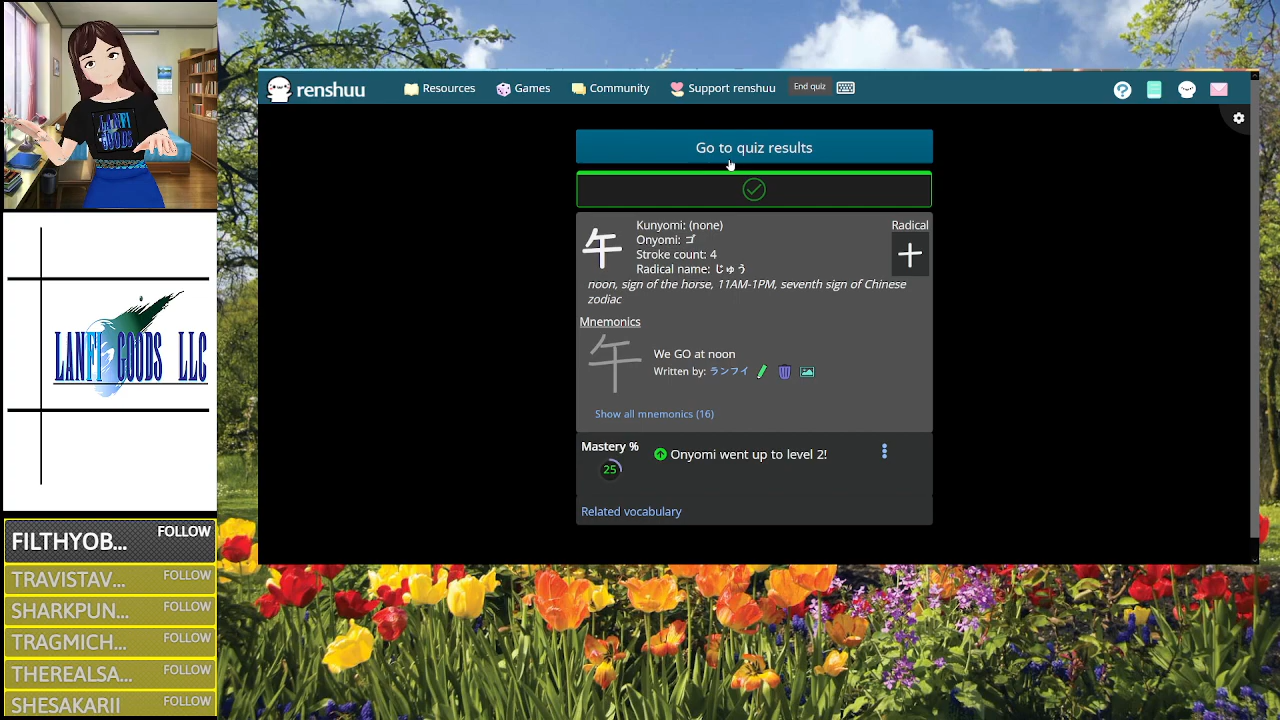 renshuu
Resources
Games
Community
Support renshuu
End quiz
Go to quiz results
午
Kunyomi: (none)
Onyomi: ゴ
Stroke count: 4
Radical name: じゅう
Radical
十
noon, sign of the horse, 11AM-1PM, seventh sign of Chinese
zodiac
Mnemonics
午
We GO at noon
Written by: ランフイ
Show all mnemonics (16)
Mastery %
25
Onyomi went up to level 2!
Related vocabulary
LANFI
GOODS
LANFI GOODS LLC
FILTHYOB... FOLLOW
TRAVISTAV... FOLLOW
SHARKPUN... FOLLOW
TRAGMICH... FOLLOW
THEREALSA... FOLLOW
SHESAKARII FOLLOW